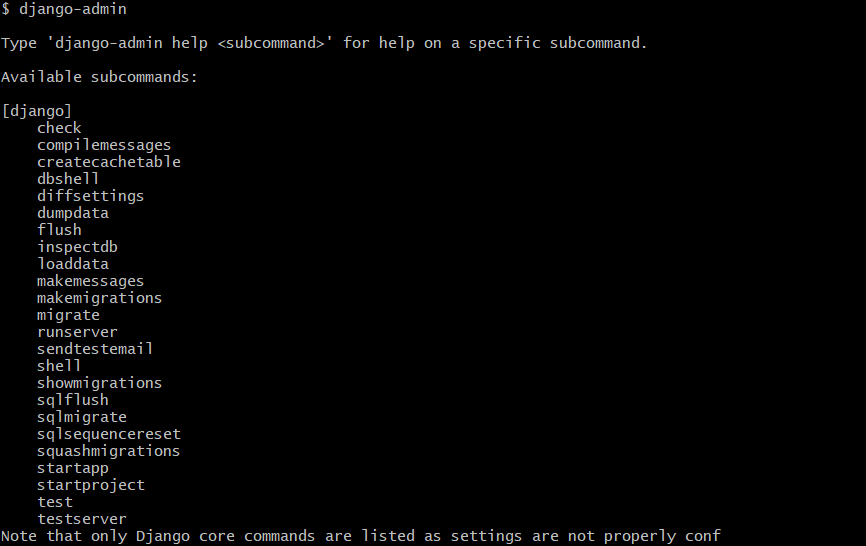 $ django-admin
Type 'django-admin help <subcommand>' for help on a specific subcommand.
Available subcommands:
[django]
check
compilemessages
createcachetable
dbshell
diffsettings
dumpdata
flush
inspectdb
loaddata
makemessages
makemigrations
migrate
runserver
sendtestemail
shell
showmigrations
sqlflush
sqlmigrate
sqlsequencereset
squashmigrations
startapp
startproject
test
testserver
Note that only Django core commands are listed as settings are not properly conf